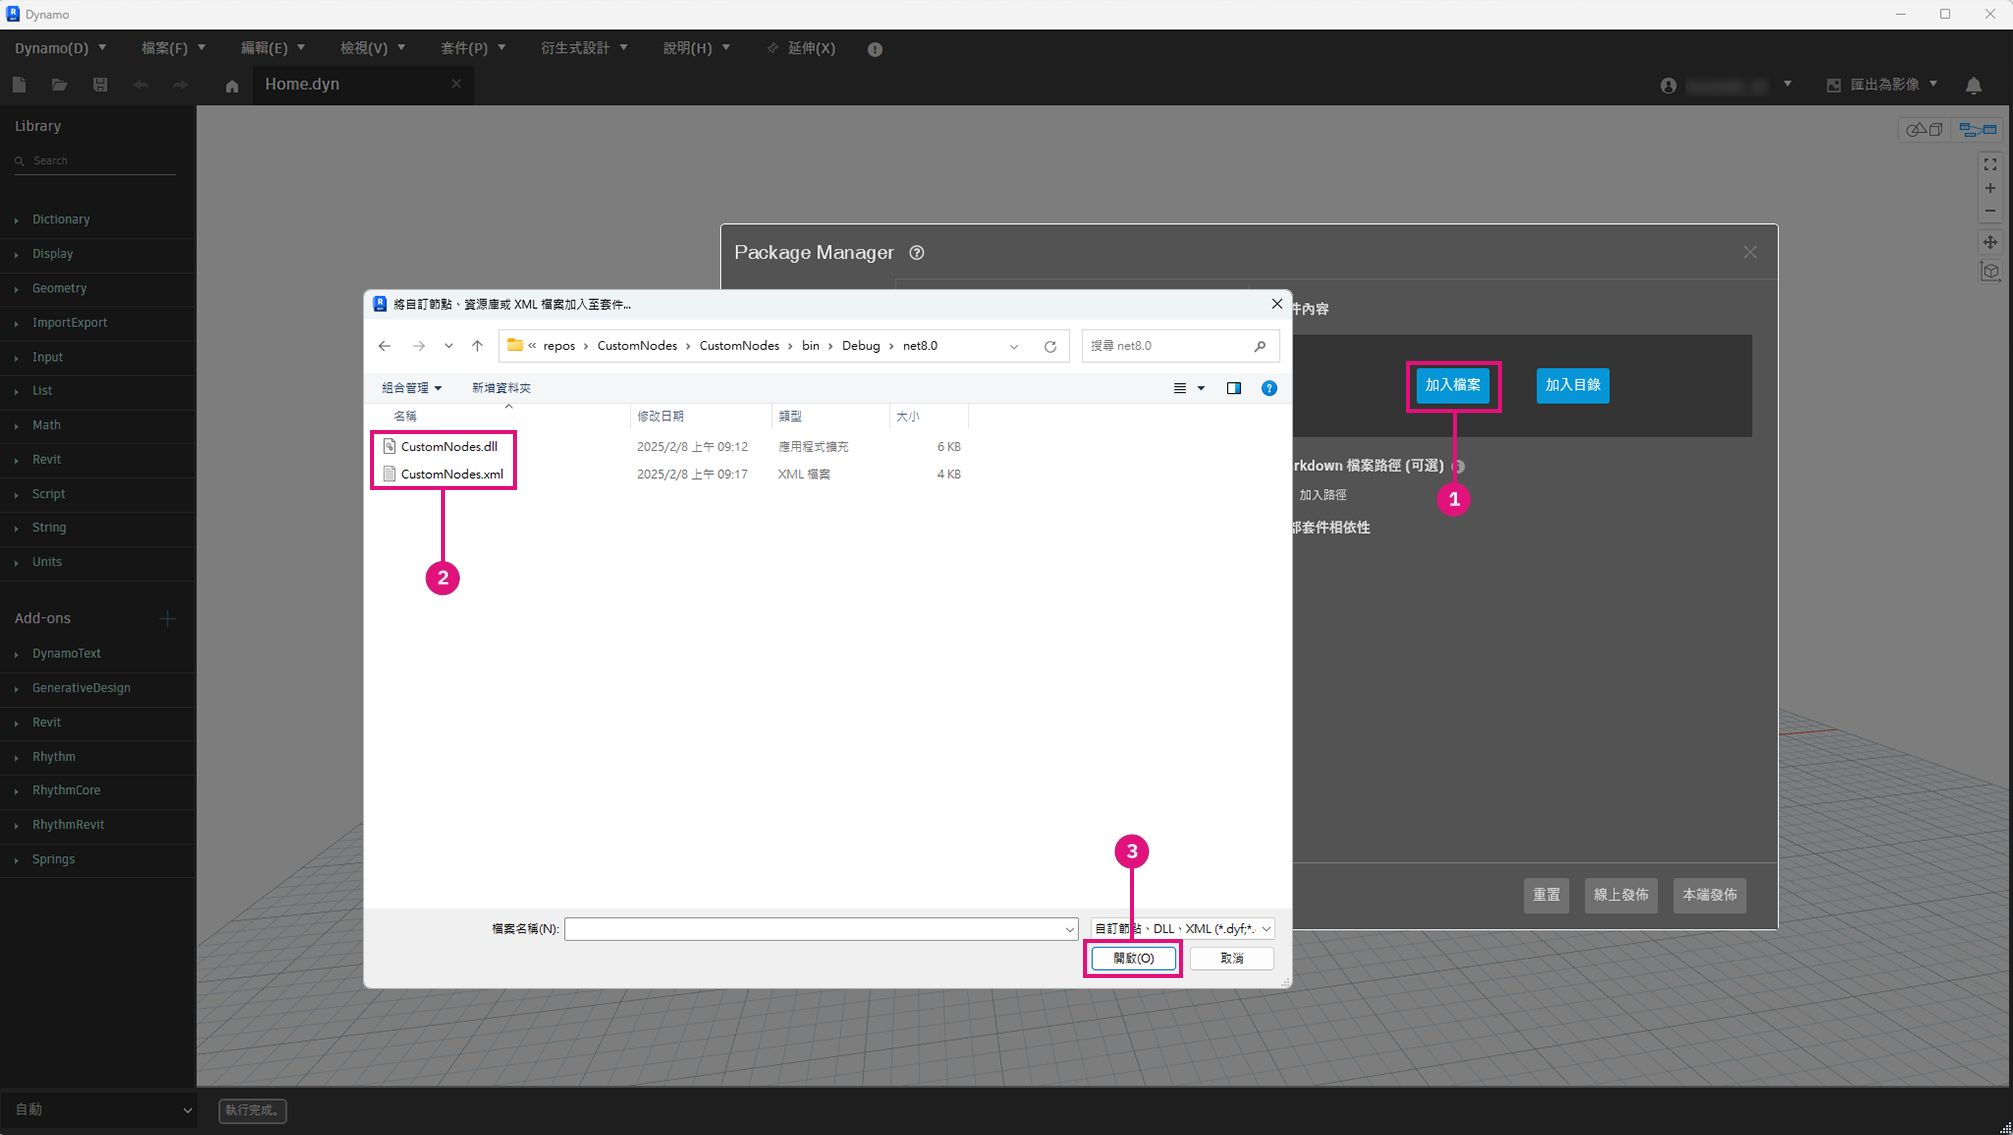 Dynamo
Dynamo(D) 檔案(F) 編輯(E) 檢視(V) 套件(P) 衍生式設計 說明(H) 延伸(X)
Home.dyn
匯出為影像
Library
Search
Dictionary
Display
Geometry
ImportExport
Input
List
Math
Revit
Script
String
Units
Add-ons
DynamoText
GenerativeDesign
Revit
Rhythm
RhythmCore
RhythmRevit
Springs
自動
執行完成。
Package Manager
件內容
加入檔案 加入目錄
1
rkdown 檔案路徑 (可選)
加入路徑
部套件相依性
重置 線上發佈 本端發佈
將自訂節點、資源庫或 XML 檔案加入至套件...
« repos › CustomNodes › CustomNodes › bin › Debug › net8.0
搜尋 net8.0
組合管理 新增資料夾
名稱 修改日期 類型 大小
CustomNodes.dll 2025/2/8 上午 09:12 應用程式擴充 6 KB
CustomNodes.xml 2025/2/8 上午 09:17 XML 檔案 4 KB
2
3
檔案名稱(N): 自訂節點、DLL、XML (*.dyf;*.
開啟(O) 取消